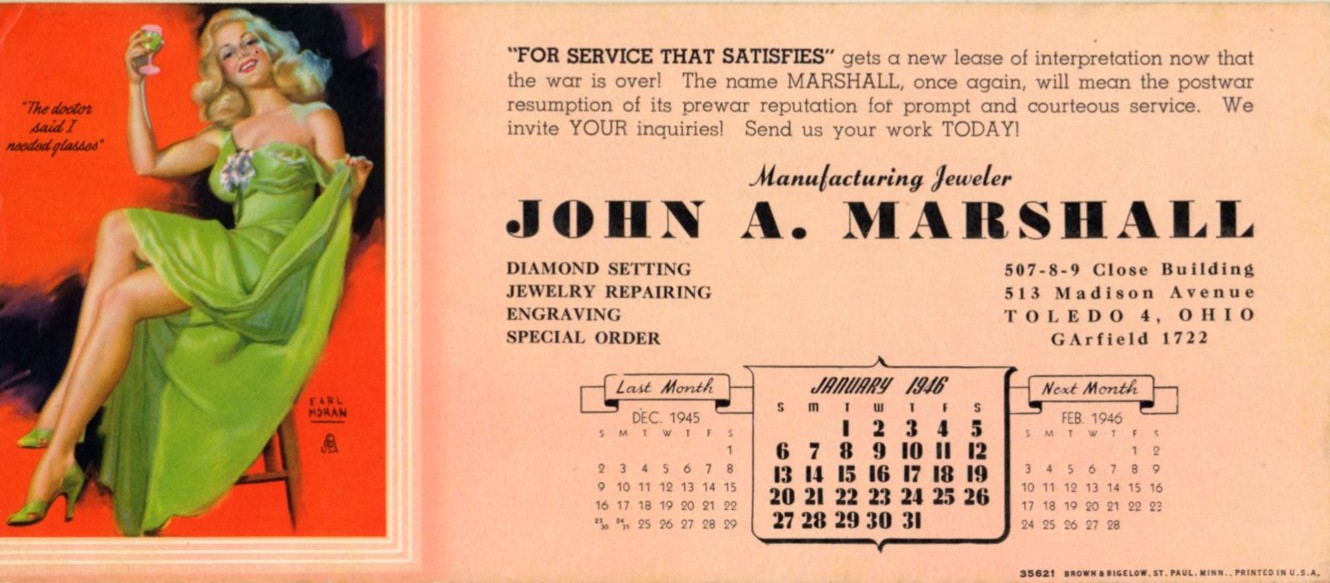 "The doctor
said I
needed glasses"
EARL
MORAN
USA
"FOR SERVICE THAT SATISFIES" gets a new lease of interpretation now that
the war is over! The name MARSHALL, once again, will mean the postwar
resumption of its prewar reputation for prompt and courteous service. We
invite YOUR inquiries! Send us your work TODAY!
Manufacturing Jeweler
JOHN A. MARSHALL
DIAMOND SETTING
JEWELRY REPAIRING
ENGRAVING
SPECIAL ORDER
507-8-9 Close Building
513 Madison Avenue
TOLEDO 4, OHIO
GArfield 1722
Last Month
DEC. 1945
S M T W T F S
1
2 3 4 5 6 7 8
9 10 11 12 13 14 15
16 17 18 19 20 21 22
23/30 24/31 25 26 27 28 29
JANUARY 1946
S M T W T F S
1 2 3 4 5
6 7 8 9 10 11 12
13 14 15 16 17 18 19
20 21 22 23 24 25 26
27 28 29 30 31
Next Month
FEB. 1946
S M T W T F S
1 2
3 4 5 6 7 8 9
10 11 12 13 14 15 16
17 18 19 20 21 22 23
24 25 26 27 28
35621 BROWN & BIGELOW, ST. PAUL, MINN., PRINTED IN U.S.A.